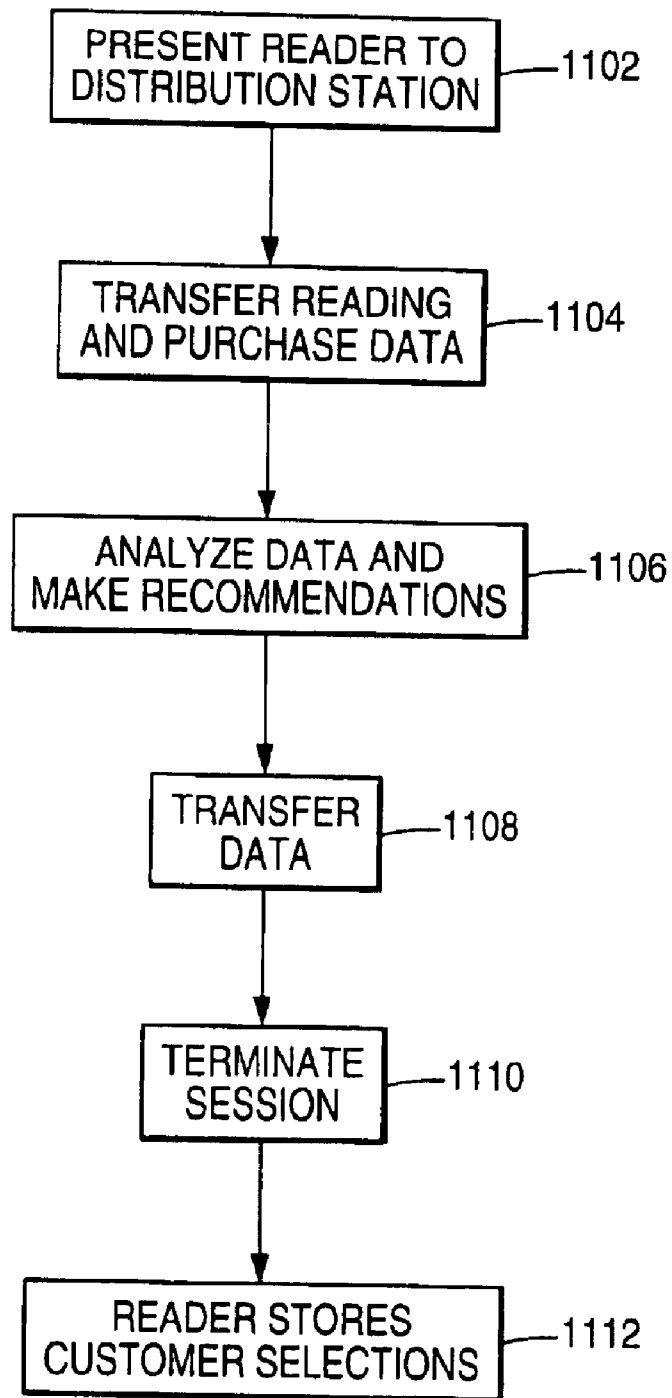 PRESENT READER TO
DISTRIBUTION STATION
1102
TRANSFER READING
AND PURCHASE DATA
1104
ANALYZE DATA AND
MAKE RECOMMENDATIONS
1106
TRANSFER
DATA
1108
TERMINATE
SESSION
1110
READER STORES
CUSTOMER SELECTIONS
1112